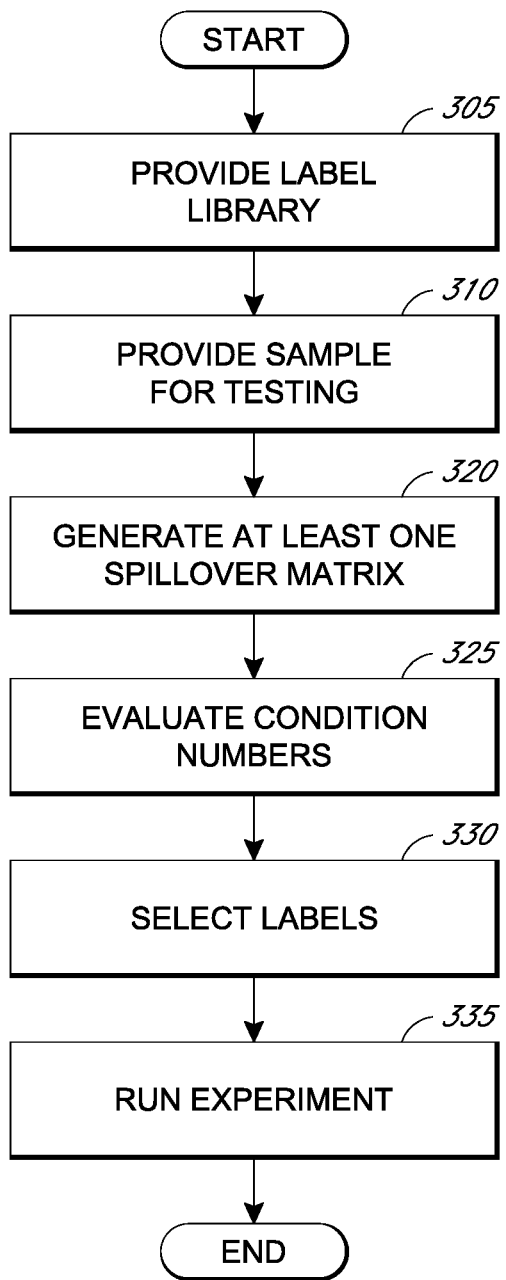 START
305
PROVIDE LABEL
LIBRARY
310
PROVIDE SAMPLE
FOR TESTING
320
GENERATE AT LEAST ONE
SPILLOVER MATRIX
325
EVALUATE CONDITION
NUMBERS
330
SELECT LABELS
335
RUN EXPERIMENT
END